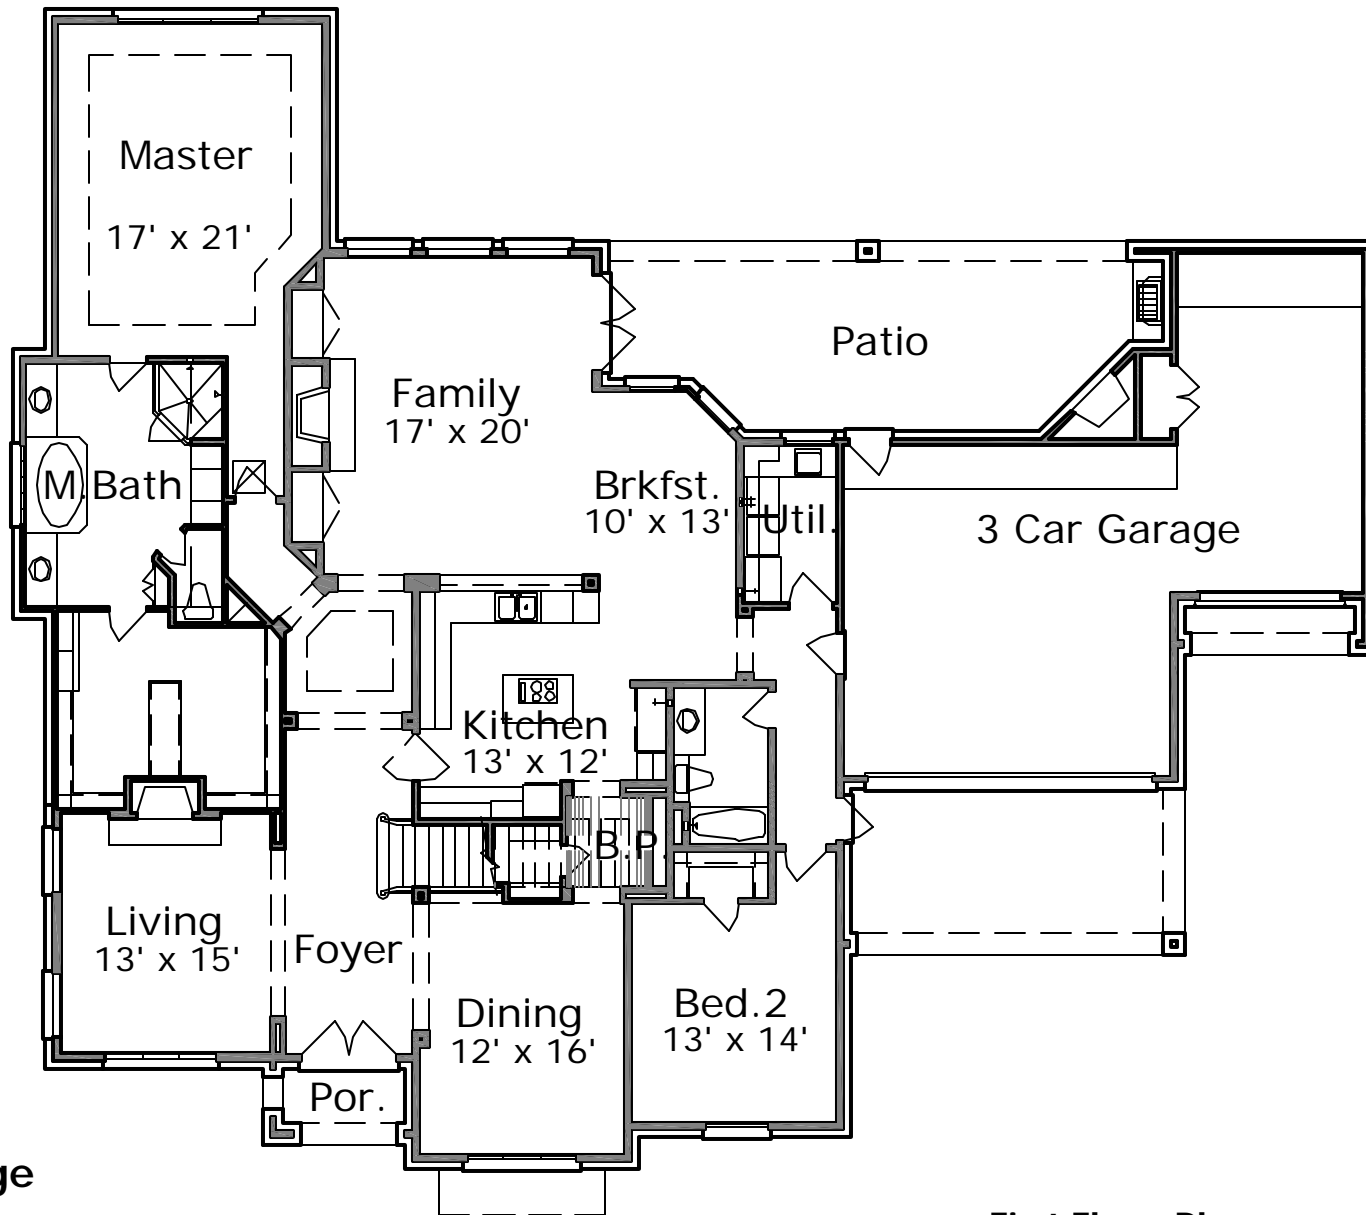 Master
17' x 21'
Patio
Family
17' x 20'
M.Bath
Brkfst.
10' x 13'
Util.
3 Car Garage
Kitchen
13' x 12'
B.P.
Living
13' x 15'
Foyer
Dining
12' x 16'
Bed.2
13' x 14'
Por.
ge